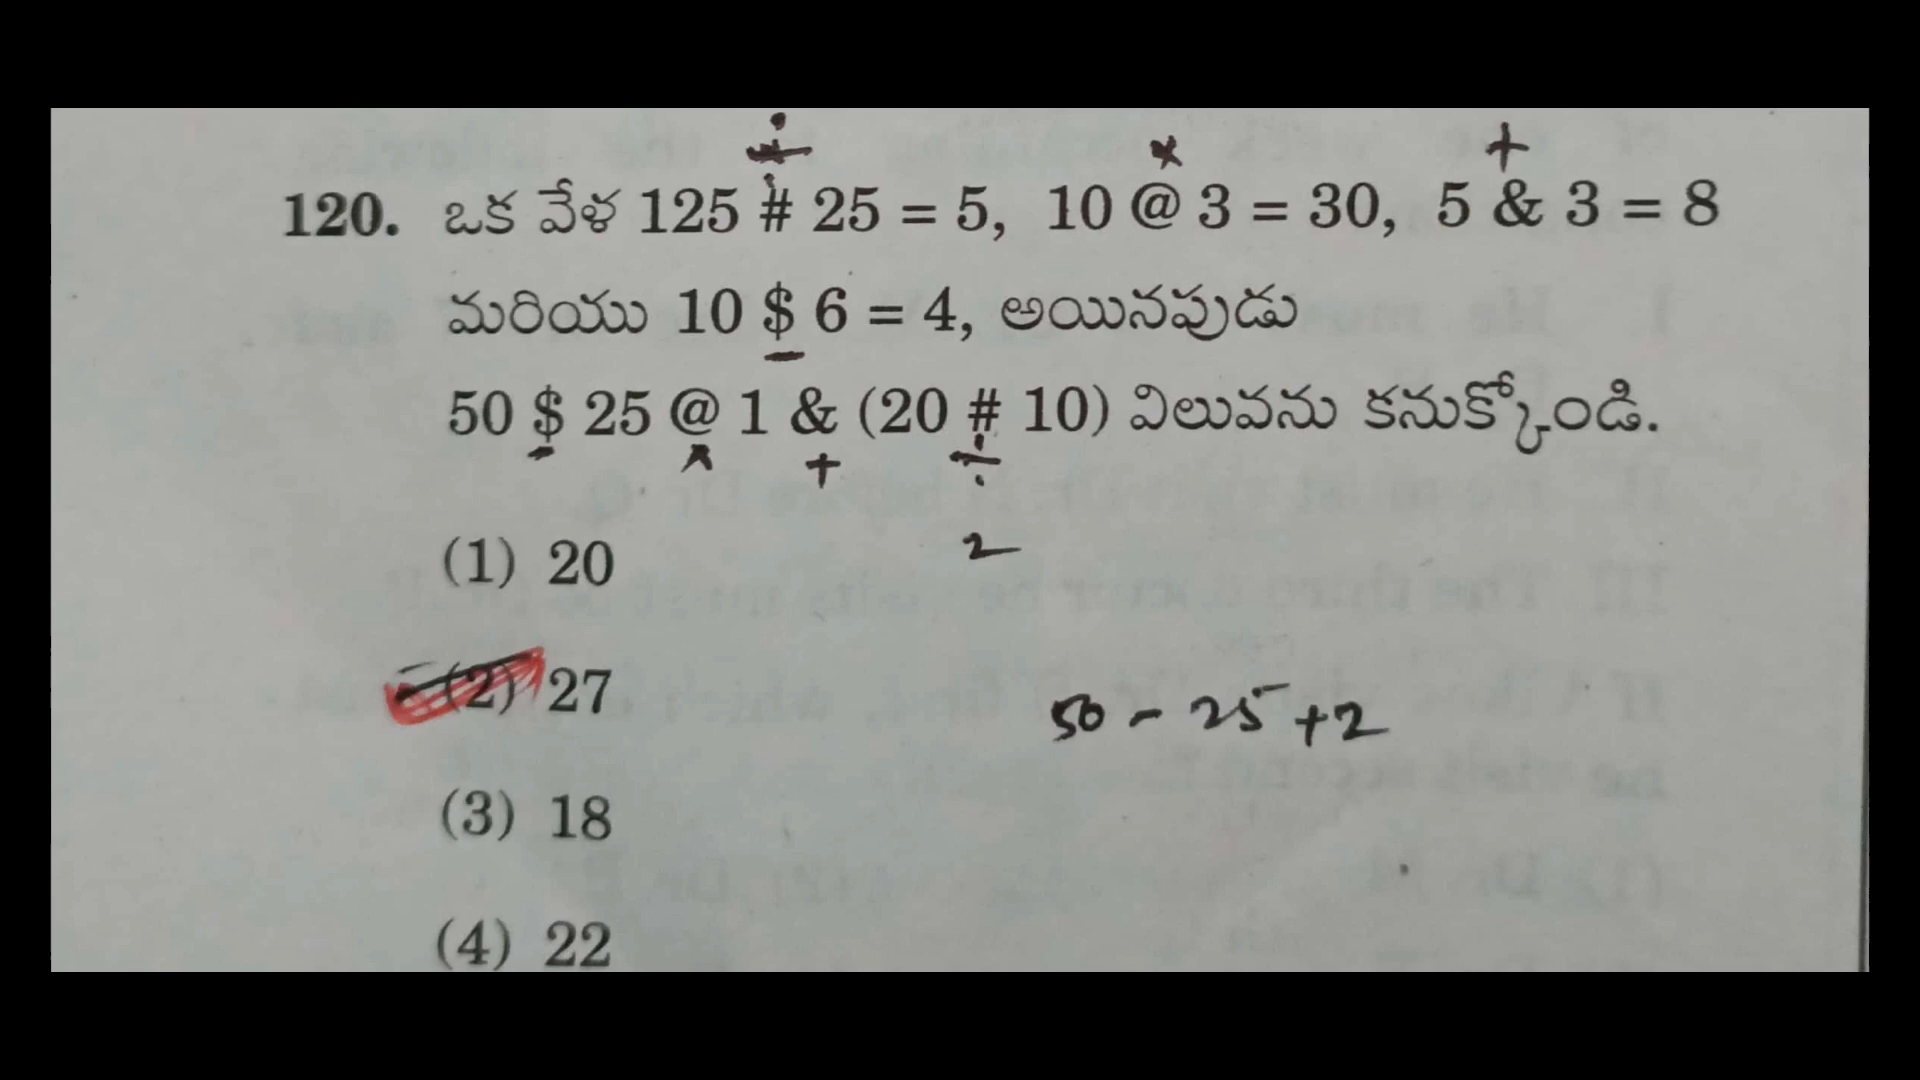 ÷ × +
120. ఒక వేళ 125 # 25 = 5, 10 @ 3 = 30, 5 & 3 = 8
మరియు 10 $ 6 = 4, అయినపుడు
50 $ 25 @ 1 & (20 # 10) విలువను కనుక్కోండి.
- × + ÷
2
(1) 20
(2) 27
50 - 25 + 2
(3) 18
(4) 22